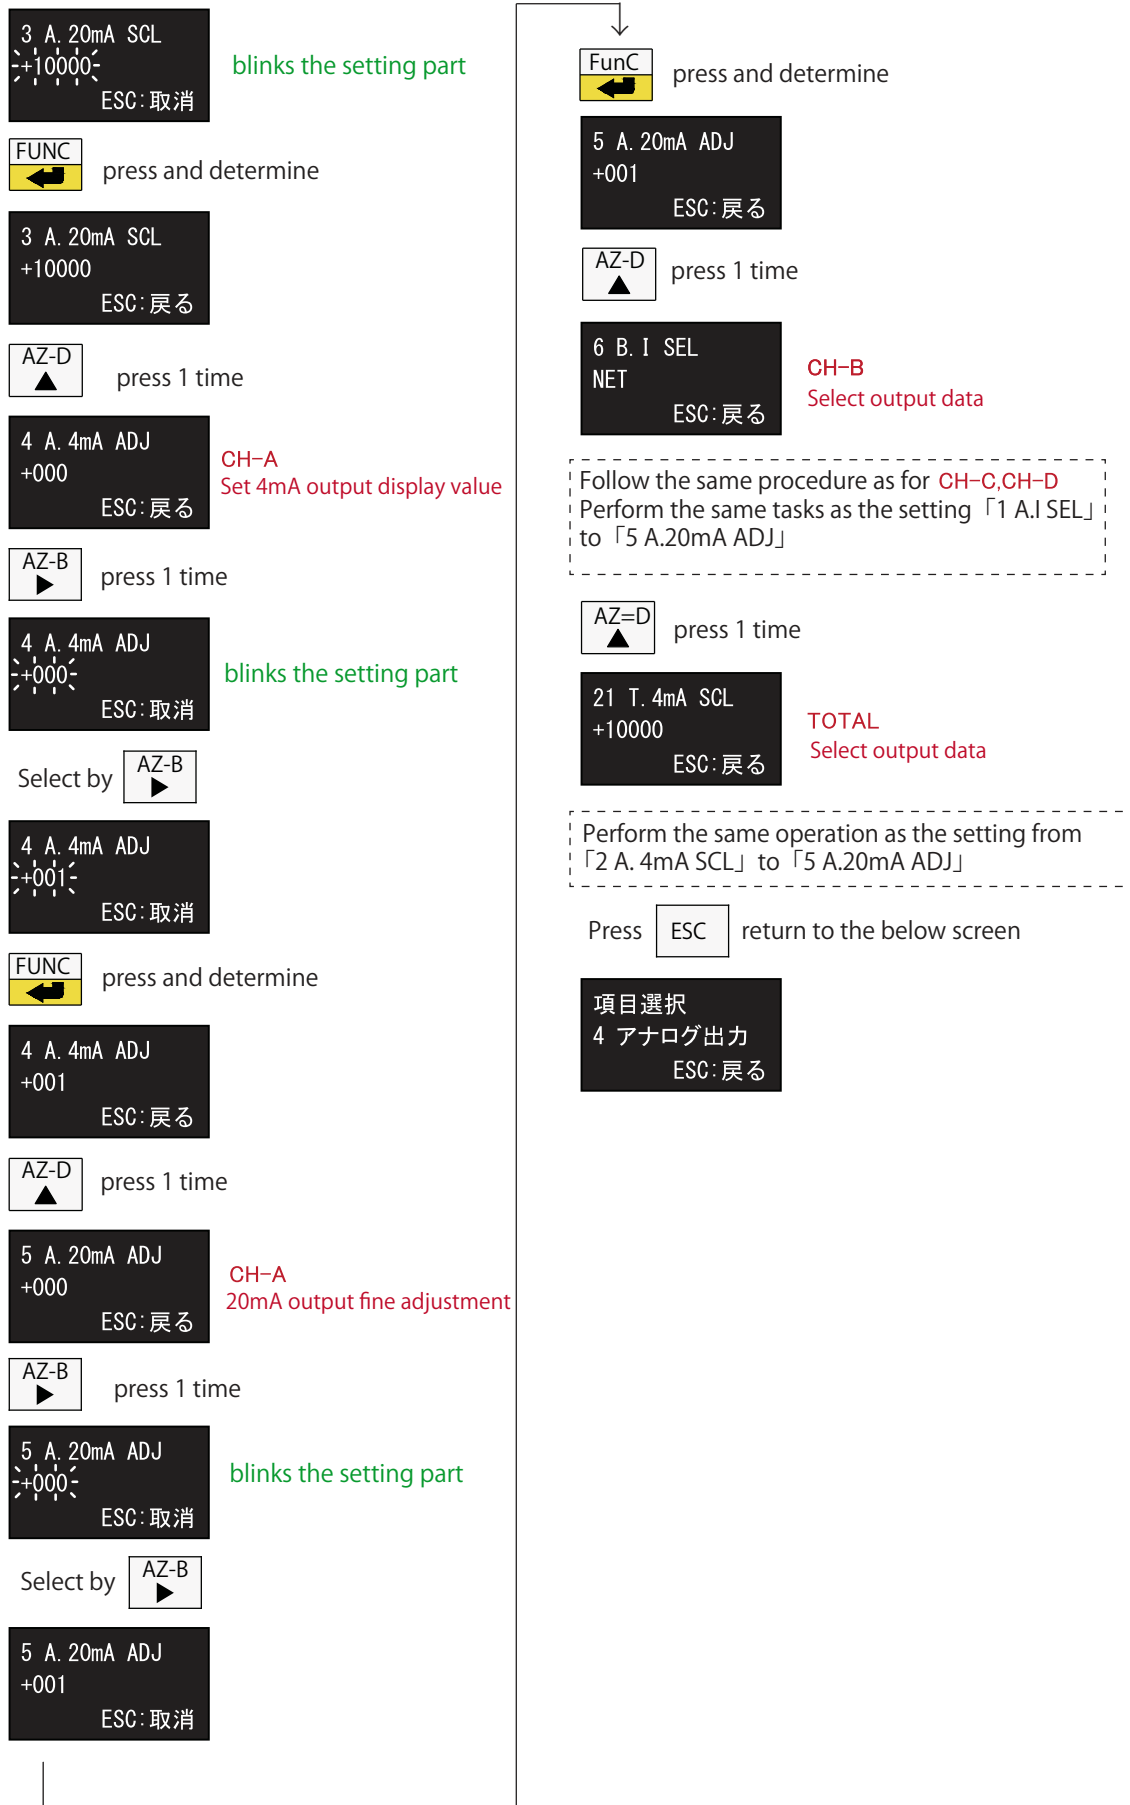 3 A.20mA SCL
+10000
ESC:取消
blinks the setting part
FUNC
press and determine
3 A.20mA SCL
+10000
ESC:戻る
AZ-D
press 1 time
4 A.4mA ADJ
+000
ESC:戻る
CH-A
Set 4mA output display value
AZ-B
press 1 time
4 A.4mA ADJ
+000
ESC:取消
blinks the setting part
Select by
AZ-B
4 A.4mA ADJ
+001
ESC:取消
FUNC
press and determine
4 A.4mA ADJ
+001
ESC:戻る
AZ-D
press 1 time
5 A.20mA ADJ
+000
ESC:戻る
CH-A
20mA output fine adjustment
AZ-B
press 1 time
5 A.20mA ADJ
+000
ESC:取消
blinks the setting part
Select by
AZ-B
5 A.20mA ADJ
+001
ESC:取消
FunC
press and determine
5 A.20mA ADJ
+001
ESC:戻る
AZ-D
press 1 time
6 B.I SEL
NET
ESC:戻る
CH-B
Select output data
Follow the same procedure as for CH-C,CH-D
Perform the same tasks as the setting「1 A.I SEL」
to「5 A.20mA ADJ」
AZ=D
press 1 time
21 T.4mA SCL
+10000
ESC:戻る
TOTAL
Select output data
Perform the same operation as the setting from
「2 A. 4mA SCL」to「5 A.20mA ADJ」
Press ESC return to the below screen
項目選択
4 アナログ出力
ESC:戻る